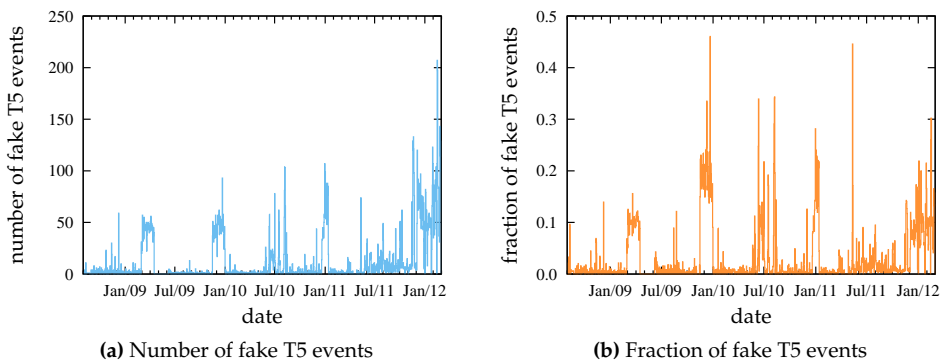 250
200
150
100
50
0
number of fake T5 events
Jan/09 Jul/09 Jan/10 Jul/10 Jan/11 Jul/11 Jan/12
date
(a) Number of fake T5 events
0.5
0.4
0.3
0.2
0.1
0.0
fraction of fake T5 events
Jan/09 Jul/09 Jan/10 Jul/10 Jan/11 Jul/11 Jan/12
date
(b) Fraction of fake T5 events